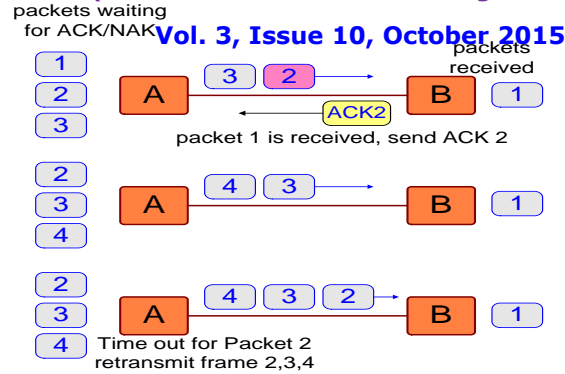 packets waiting
for ACK/NAK
Vol. 3, Issue 10, October 2015
packets
received
1
2
3
A
3
2
B
1
ACK2
packet 1 is received, send ACK 2
2
3
4
A
4
3
B
1
2
3
4
A
4
3
2
B
1
Time out for Packet 2
retransmit frame 2,3,4